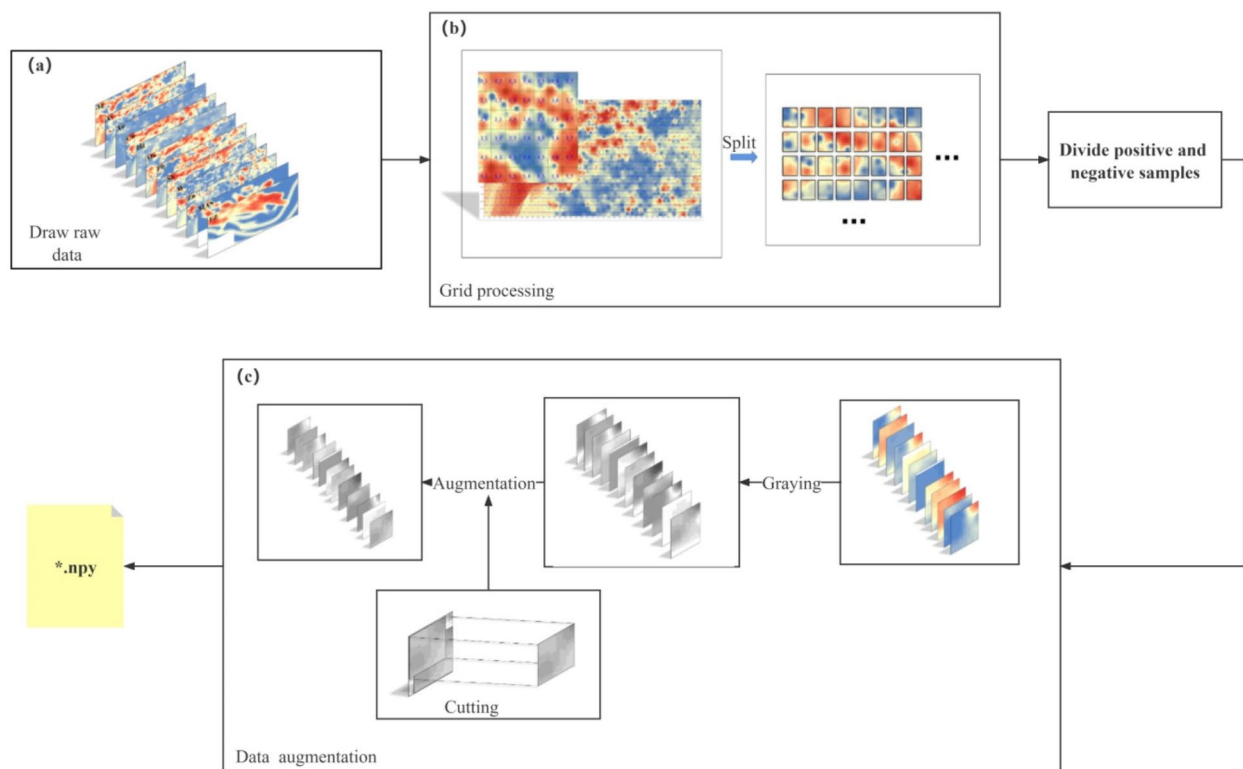 (a)
Draw raw
data
(b)
Split
Grid processing
Divide positive and
negative samples
(c)
Augmentation
Graying
Cutting
Data augmentation
*.npy